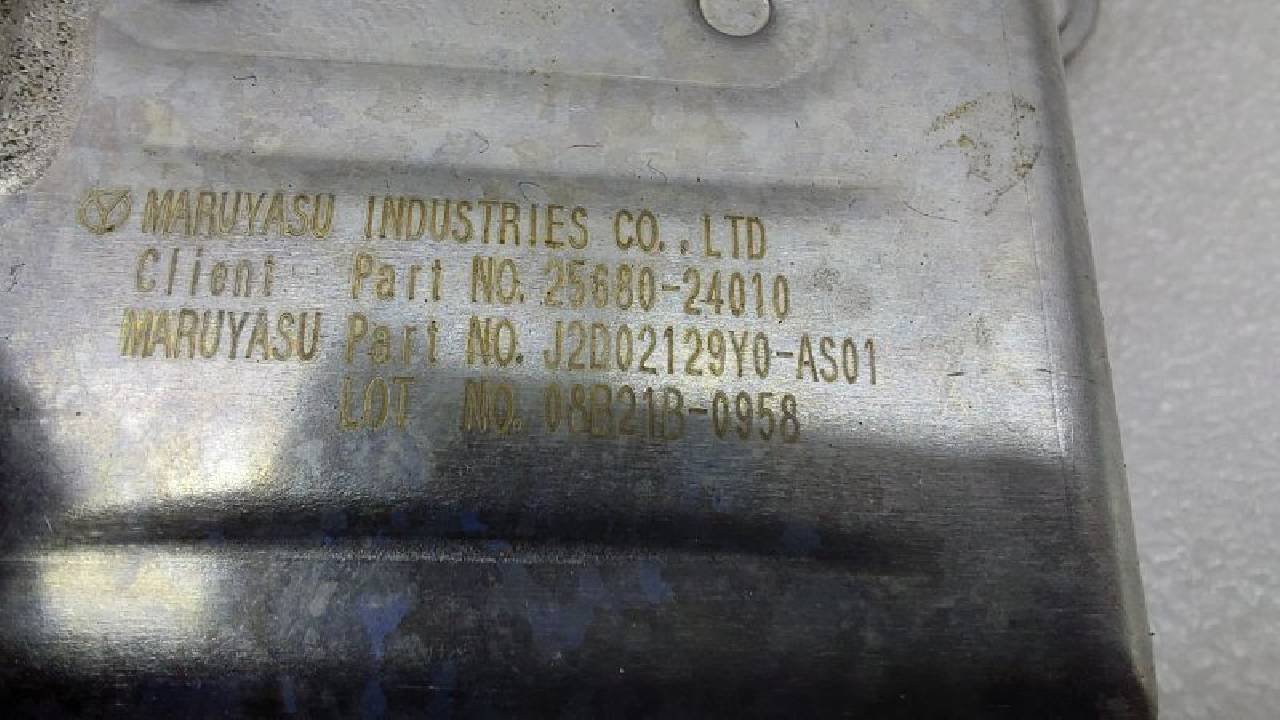 MARUYASU INDUSTRIES CO.,LTD
Client Part NO. 25680-24010
MARUYASU Part NO. J2D02129Y0-AS01
LOT NO. 08B21B-0958